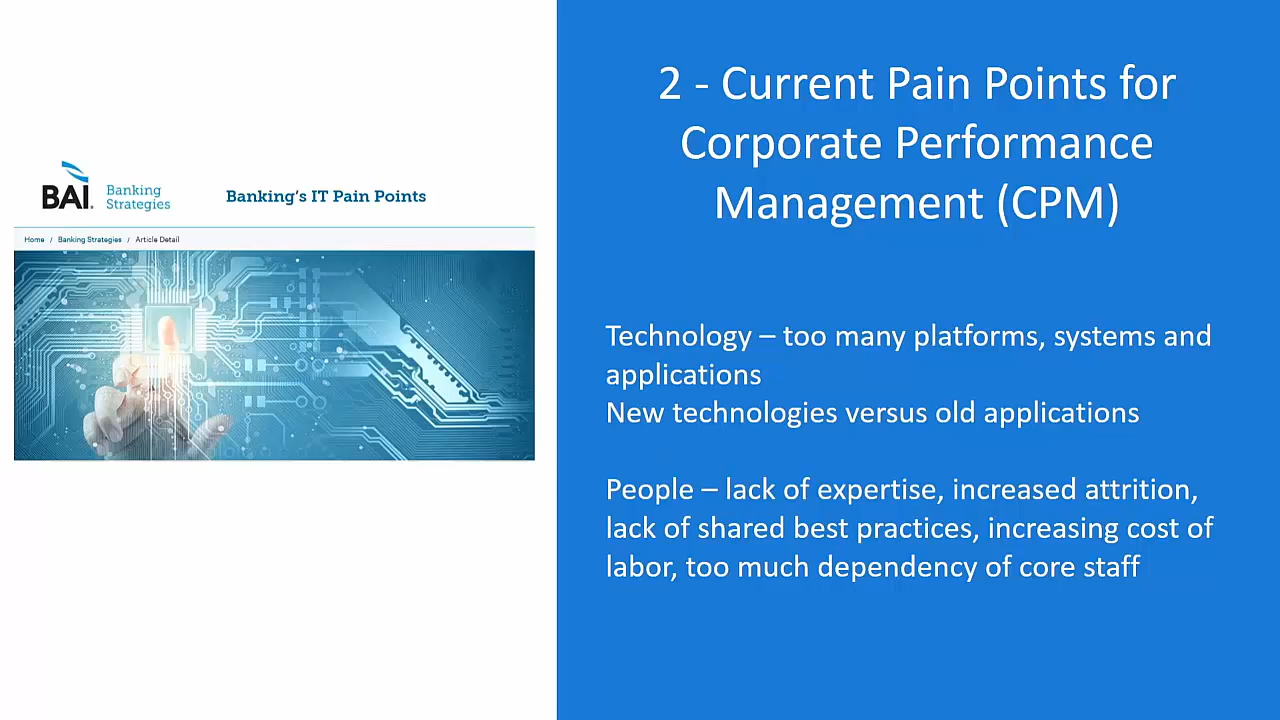 BAI.
Banking
Strategies
Banking's IT Pain Points
Home / Banking Strategies / Article Detail
2 - Current Pain Points for
Corporate Performance
Management (CPM)
Technology – too many platforms, systems and
applications
New technologies versus old applications
People – lack of expertise, increased attrition,
lack of shared best practices, increasing cost of
labor, too much dependency of core staff